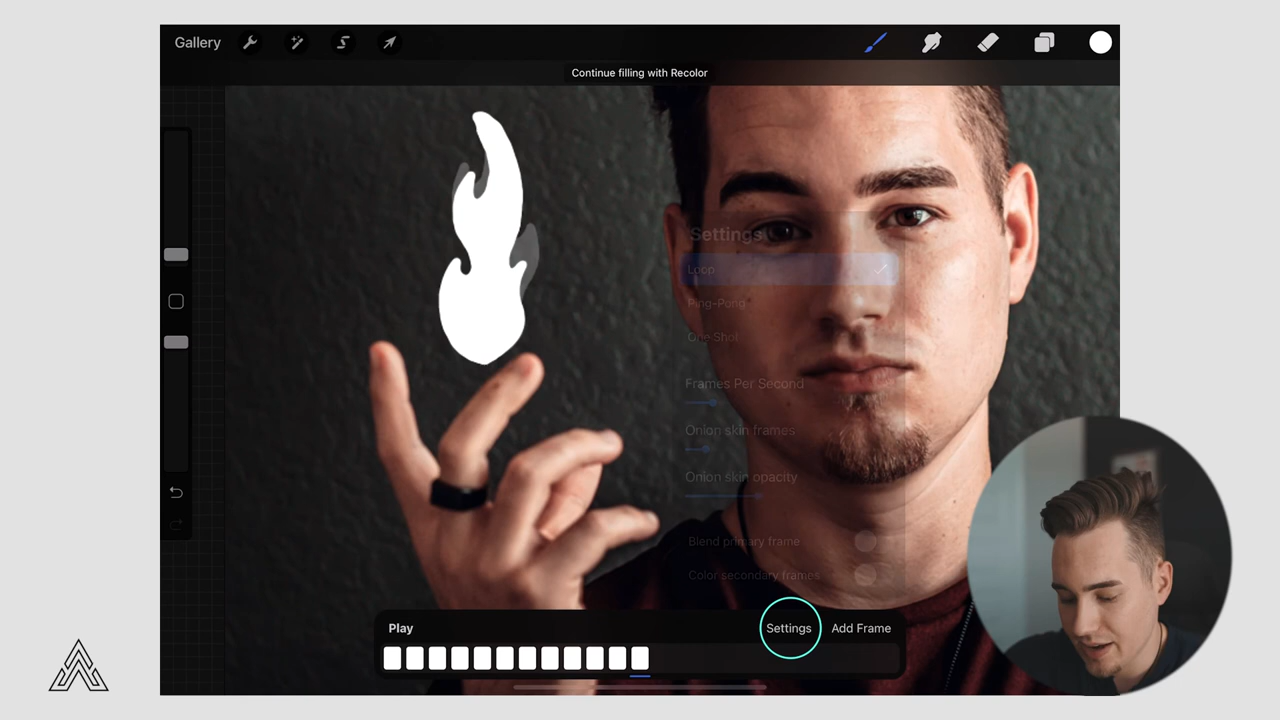 Gallery
Continue filling with Recolor
Settings
Loop
Ping-Pong
One Shot
Frames Per Second
Onion skin frames
Onion skin opacity
Blend primary frame
Color secondary frames
Play
Settings
Add Frame